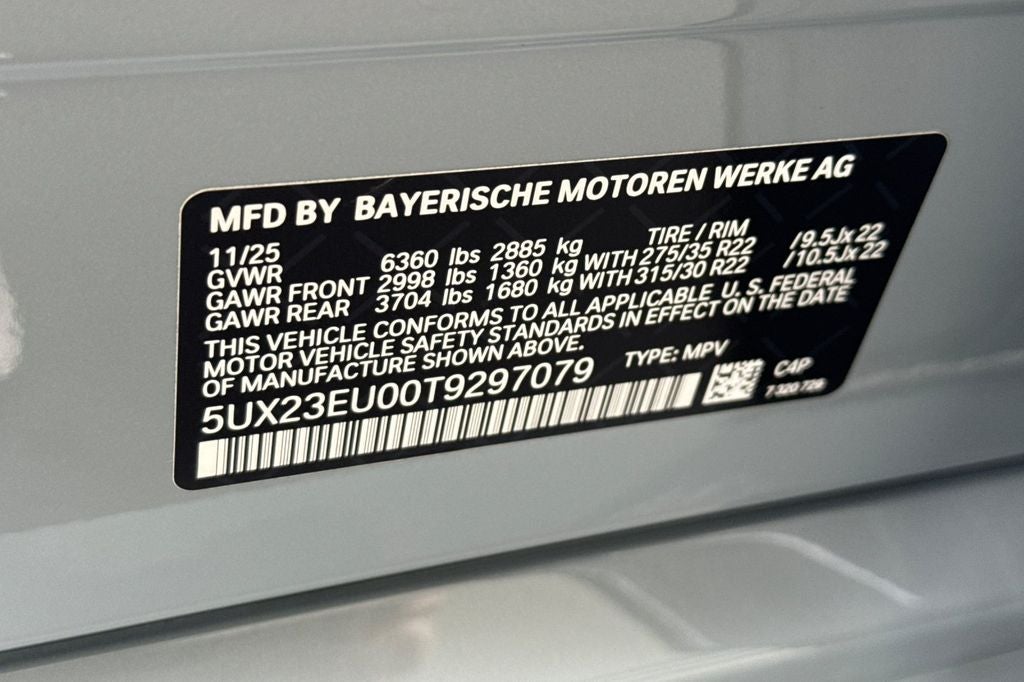 MFD BY BAYERISCHE MOTOREN WERKE AG
11/25 TIRE / RIM
GVWR 6360 lbs 2885 kg
GAWR FRONT 2998 lbs 1360 kg WITH 275/35 R22 /9.5Jx22
GAWR REAR 3704 lbs 1680 kg WITH 315/30 R22 /10.5Jx22
THIS VEHICLE CONFORMS TO ALL APPLICABLE U. S. FEDERAL
MOTOR VEHICLE SAFETY STANDARDS IN EFFECT ON THE DATE
OF MANUFACTURE SHOWN ABOVE.
5UX23EU00T9297079 TYPE: MPV
C4P